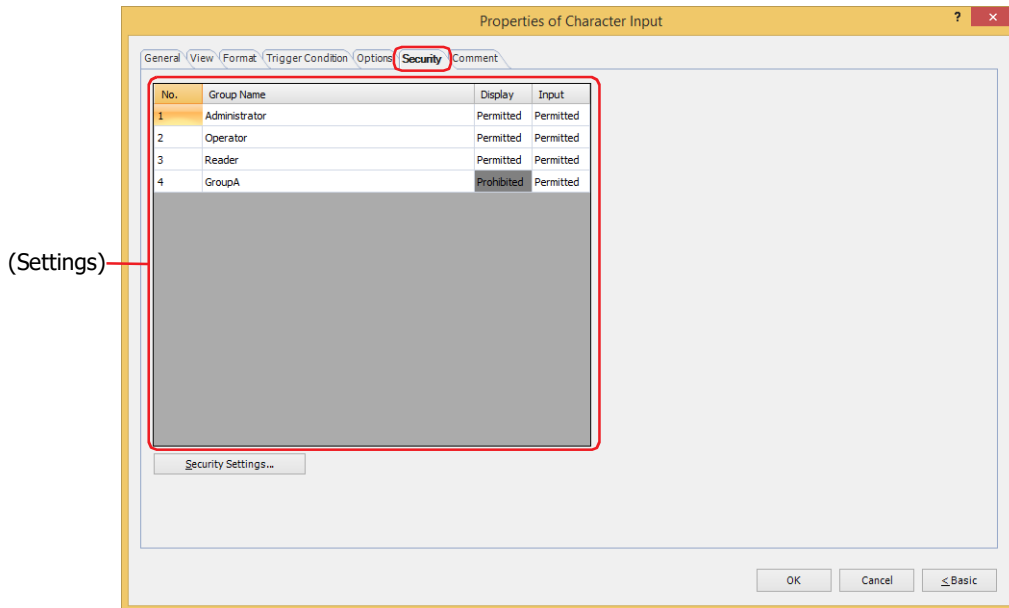 Properties of Character Input
? ×
General View Format Trigger Condition Options Security Comment
No. Group Name Display Input
1 Administrator Permitted Permitted
2 Operator Permitted Permitted
3 Reader Permitted Permitted
4 GroupA Prohibited Permitted
(Settings)
Security Settings...
OK Cancel < Basic